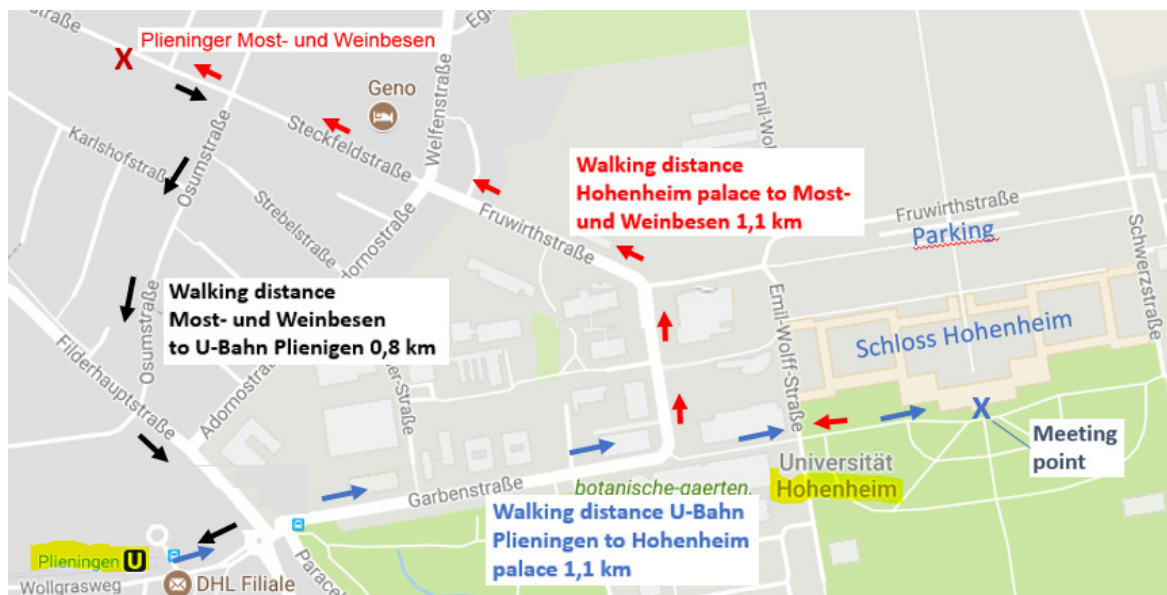 straße
Plieninger Most- und Weinbesen
X
Geno
Steckfeldstraße
Welfenstraße
Karlshofstraß
Osumstraße
Strebelstraße
Adornostraße
Walking distance
Hohenheim palace to Most-
und Weinbesen 1,1 km
Fruwirthstraße
Fruwirthstraße
Parking
Schwerzstraße
Walking distance
Most- und Weinbesen
to U-Bahn Plienigen 0,8 km
Osumstraße
Filderhauptstraße
Emil-Wolff-Straße
Schloss Hohenheim
X
Meeting
point
Universität
Hohenheim
Garbenstraße
botanische-gaerten.
Walking distance U-Bahn
Plieningen to Hohenheim
palace 1,1 km
Plieningen U
DHL Filiale
Wollgrasweg